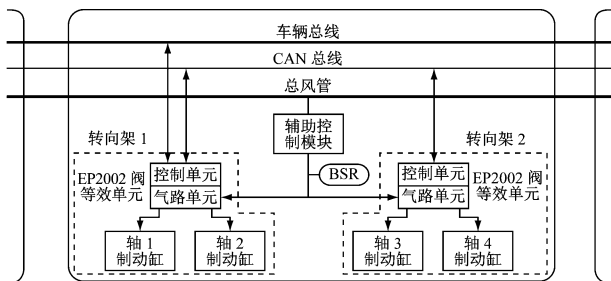 车辆总线
CAN 总线
总风管
转向架 1
辅助控
制模块
转向架 2
EP2002 阀
等效单元
控制单元
气路单元
BSR
控制单元
气路单元
EP2002 阀
等效单元
轴 1
制动缸
轴 2
制动缸
轴 3
制动缸
轴 4
制动缸